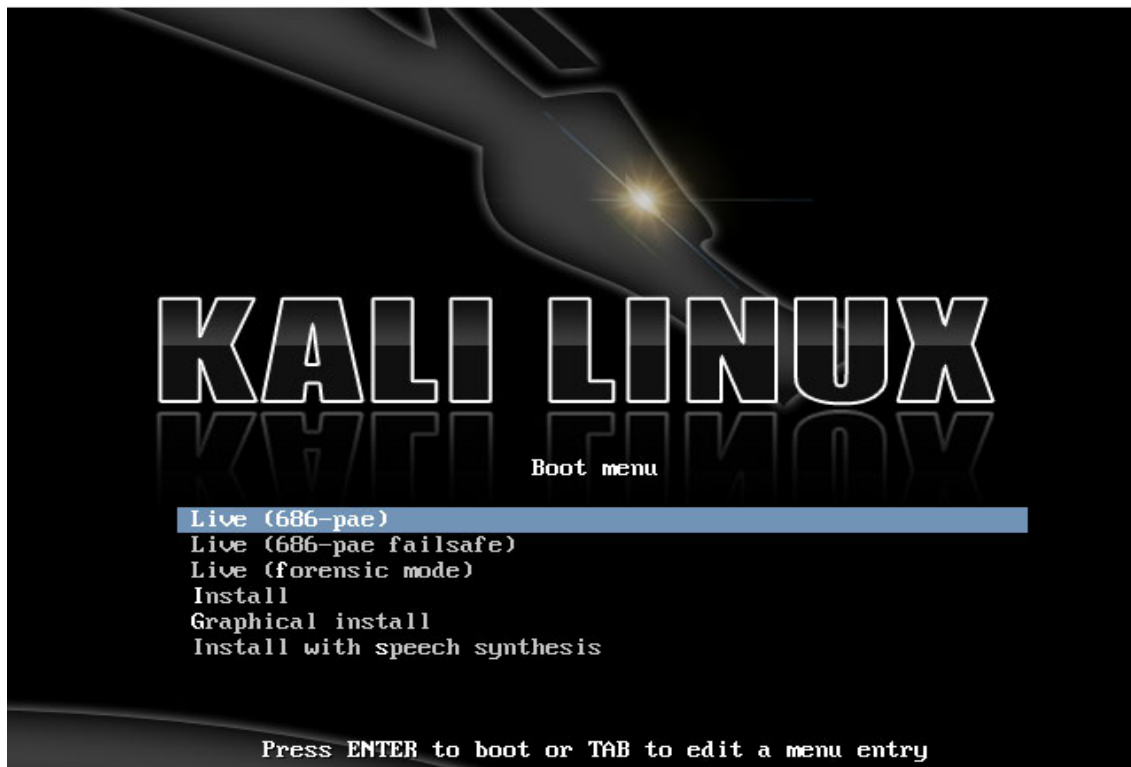 KALI LINUX
Boot menu
Live (686-pae)
Live (686-pae failsafe)
Live (forensic mode)
Install
Graphical install
Install with speech synthesis
Press ENTER to boot or TAB to edit a menu entry